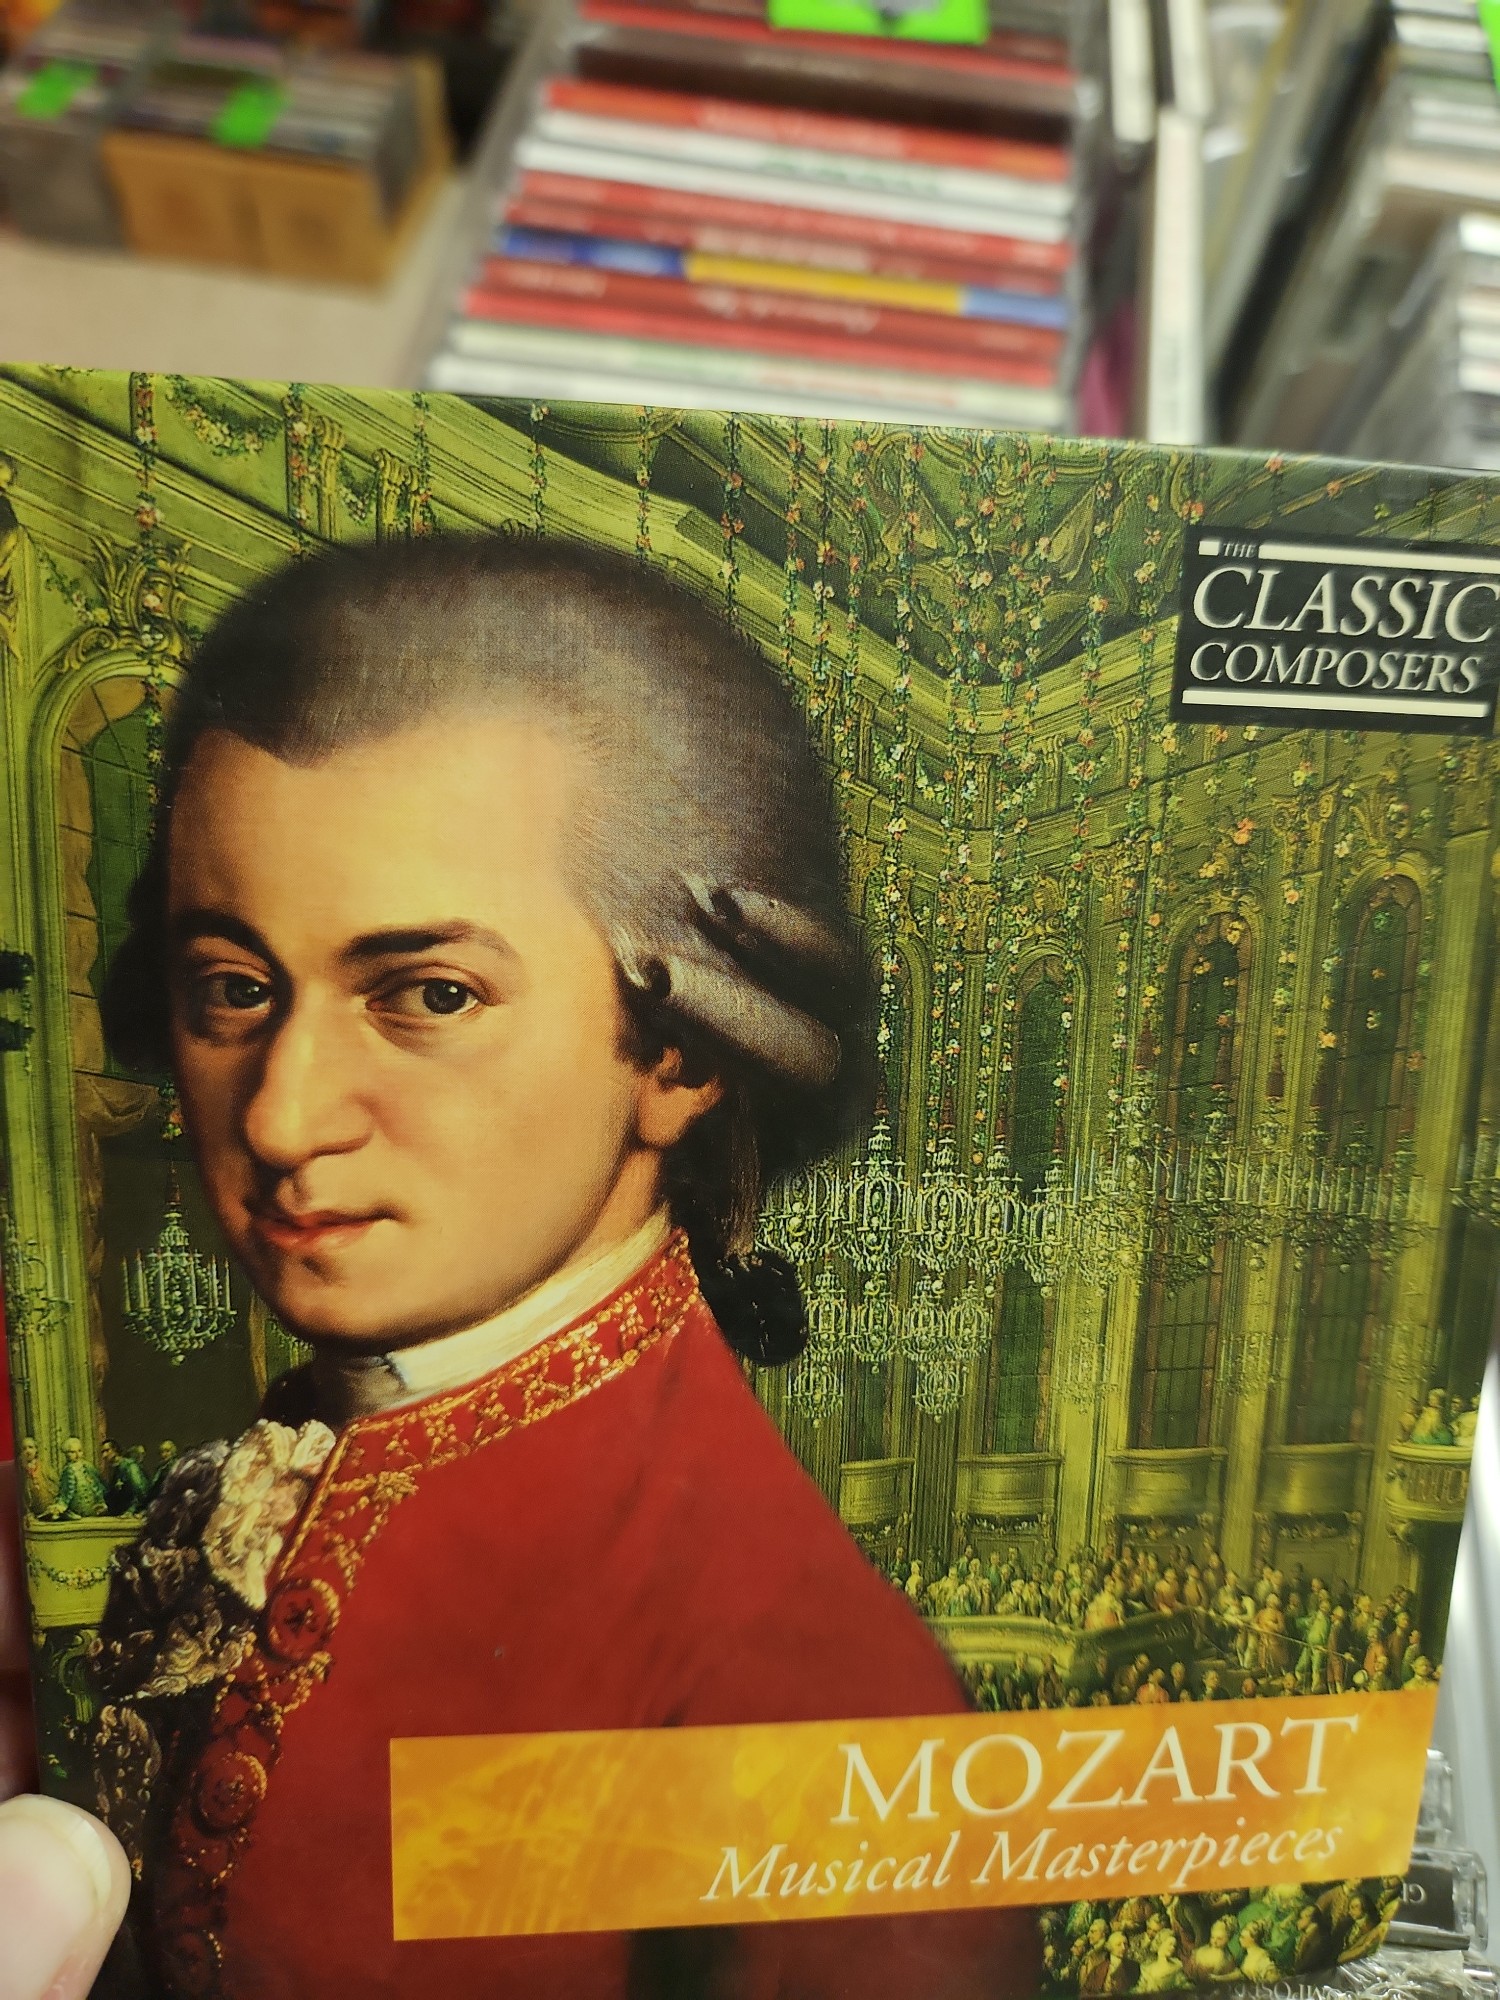 THE
CLASSIC
COMPOSERS
MOZART
Musical Masterpieces